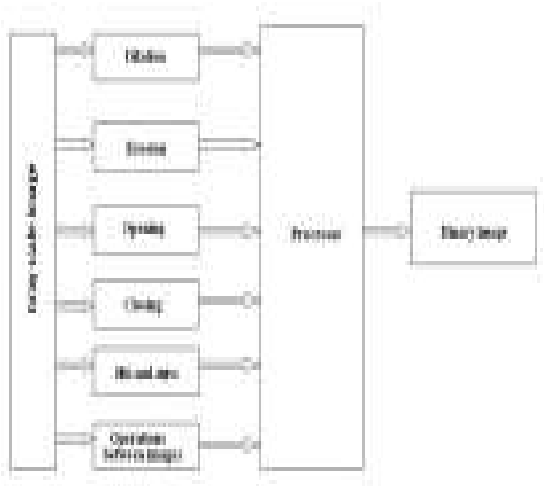 Dilation
Erosion
Opening
Closing
Hit and miss
Operations
between images
Processor
Binary image